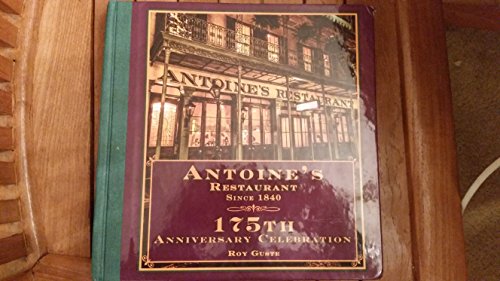 ANTOINE'S RESTAURANT
ANTOINE'S
RESTAURANT
SINCE 1840
175TH
ANNIVERSARY CELEBRATION
ROY GUSTE